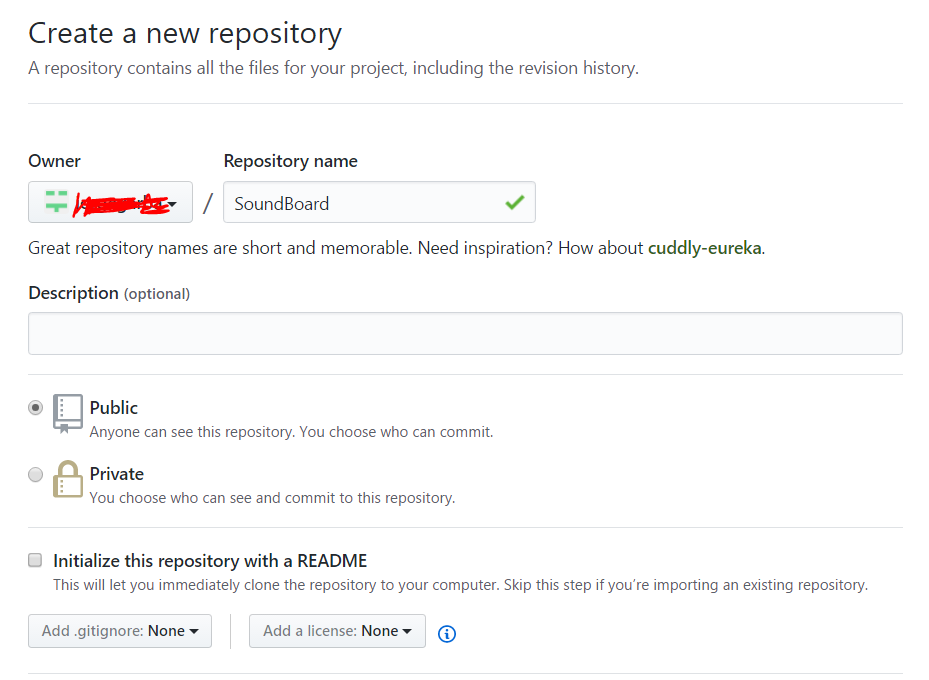 Create a new repository
A repository contains all the files for your project, including the revision history.
Owner
Repository name
/ SoundBoard
Great repository names are short and memorable. Need inspiration? How about cuddly-eureka.
Description (optional)
Public
Anyone can see this repository. You choose who can commit.
Private
You choose who can see and commit to this repository.
Initialize this repository with a README
This will let you immediately clone the repository to your computer. Skip this step if you’re importing an existing repository.
Add .gitignore: None
Add a license: None